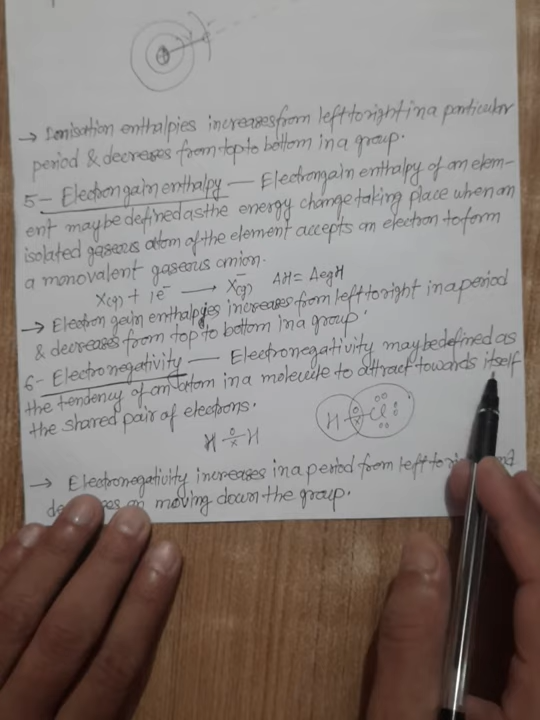 → Ionisation enthalpies increases from left to right in a particular
period & decreases from top to bottom in a group.
5- Electron gain enthalpy — Electron gain enthalpy of an elem-
ent may be defined as the energy change taking place when an
isolated gaseous atom of the element accepts an electron to form
a monovalent gaseous anion.
X(g) + 1e⁻ → X⁻(g) ΔH = ΔegH
→ Electron gain enthalpies increases from left to right in a period
& decreases from top to bottom in a group.
6- Electronegativity — Electronegativity may be defined as
the tendency of an atom in a molecule to attract towards itself
the shared pair of electrons.
H Cl
H H
→ Electronegativity increases in a period from left to and
on moving down the group.